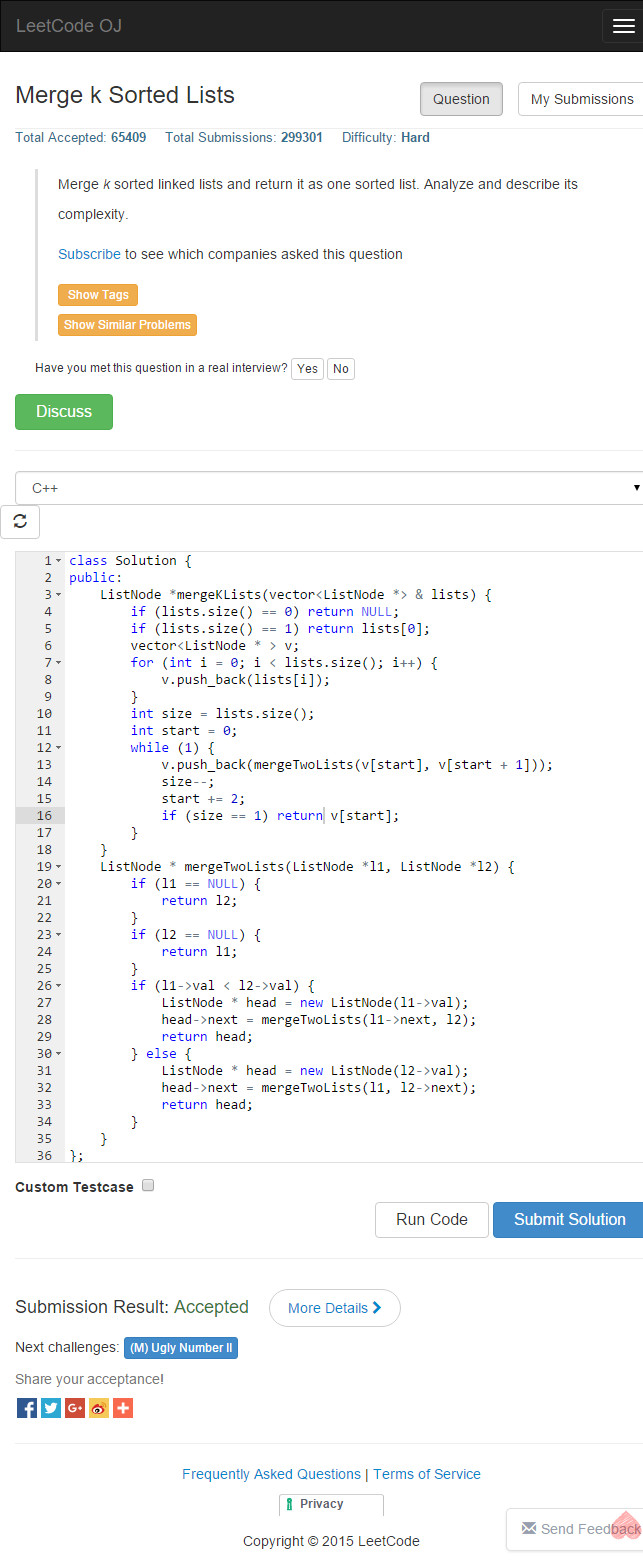 LeetCode OJ
Merge k Sorted Lists
Question
My Submissions
Total Accepted: 65409 Total Submissions: 299301 Difficulty: Hard
Merge k sorted linked lists and return it as one sorted list. Analyze and describe its
complexity.
Subscribe to see which companies asked this question
Show Tags
Show Similar Problems
Have you met this question in a real interview? Yes No
Discuss
C++
1 class Solution {
2 public:
3     ListNode *mergeKLists(vector<ListNode *> & lists) {
4         if (lists.size() == 0) return NULL;
5         if (lists.size() == 1) return lists[0];
6         vector<ListNode * > v;
7         for (int i = 0; i < lists.size(); i++) {
8             v.push_back(lists[i]);
9         }
10         int size = lists.size();
11         int start = 0;
12         while (1) {
13             v.push_back(mergeTwoLists(v[start], v[start + 1]));
14             size--;
15             start += 2;
16             if (size == 1) return v[start];
17         }
18     }
19     ListNode * mergeTwoLists(ListNode *l1, ListNode *l2) {
20         if (l1 == NULL) {
21             return l2;
22         }
23         if (l2 == NULL) {
24             return l1;
25         }
26         if (l1->val < l2->val) {
27             ListNode * head = new ListNode(l1->val);
28             head->next = mergeTwoLists(l1->next, l2);
29             return head;
30         } else {
31             ListNode * head = new ListNode(l2->val);
32             head->next = mergeTwoLists(l1, l2->next);
33             return head;
34         }
35     }
36 };
Custom Testcase
Run Code
Submit Solution
Submission Result: Accepted
More Details
Next challenges: (M) Ugly Number II
Share your acceptance!
Frequently Asked Questions | Terms of Service
Privacy
Send Feedback
Copyright © 2015 LeetCode